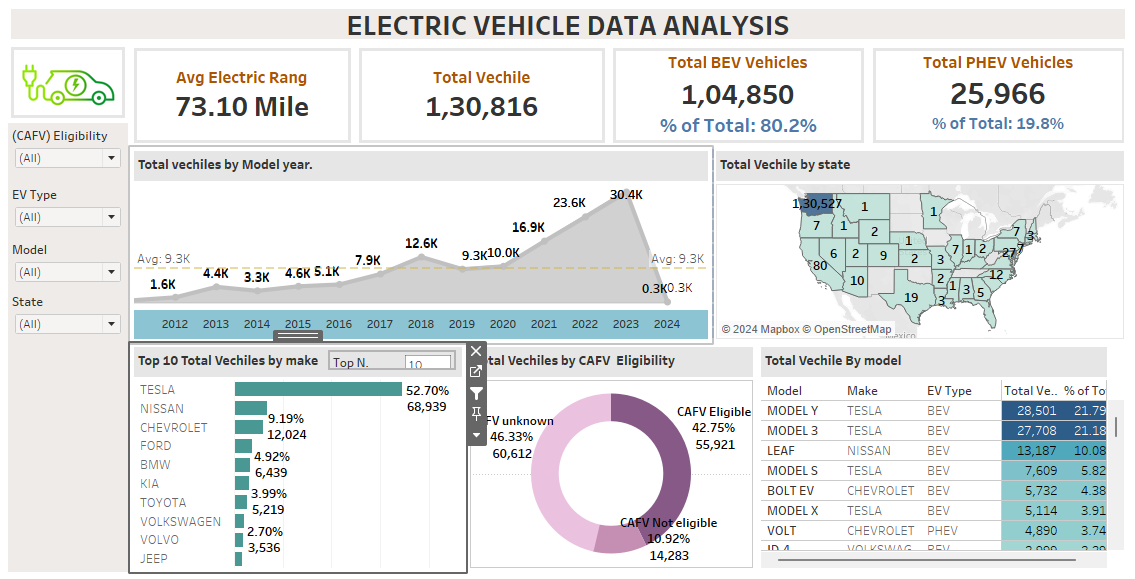 ELECTRIC VEHICLE DATA ANALYSIS
Avg Electric Rang
73.10 Mile
Total Vechile
1,30,816
Total BEV Vehicles
1,04,850
% of Total: 80.2%
Total PHEV Vehicles
25,966
% of Total: 19.8%
(CAFV) Eligibility
(All)
EV Type
(All)
Model
(All)
State
(All)
Total vechiles by Model year.
30.4K
23.6K
16.9K
12.6K
9.3K 10.0K
7.9K
Avg: 9.3K
Avg: 9.3K
4.4K
3.3K
4.6K
5.1K
1.6K
0.3K
0.3K
2012 2013 2014 2015 2016 2017 2018 2019 2020 2021 2022 2023 2024
Total Vechile by state
1,30,527
1
1
7
1
2
7
3
1
7
1
2
27
7
80
6
2
9
2
3
12
10
2
1
3
5
19
3
© 2024 Mapbox © OpenStreetMap
Mexico
Top 10 Total Vechiles by make
Top N.
10
TESLA
52.70%
68,939
NISSAN
9.19%
CHEVROLET
12,024
FORD
4.92%
BMW
6,439
KIA
3.99%
TOYOTA
5,219
VOLKSWAGEN
2.70%
VOLVO
3,536
JEEP
tal Vechiles by CAFV Eligibility
FV unknown
46.33%
60,612
CAFV Eligible
42.75%
55,921
CAFV Not eligible
10.92%
14,283
Total Vechile By model
Model Make EV Type Total Ve.. % of To
MODEL Y TESLA BEV 28,501 21.79
MODEL 3 TESLA BEV 27,708 21.18
LEAF NISSAN BEV 13,187 10.08
MODEL S TESLA BEV 7,609 5.82
BOLT EV CHEVROLET BEV 5,732 4.38
MODEL X TESLA BEV 5,114 3.91
VOLT CHEVROLET PHEV 4,890 3.74
ID.4 VOLKSWAG.. BEV